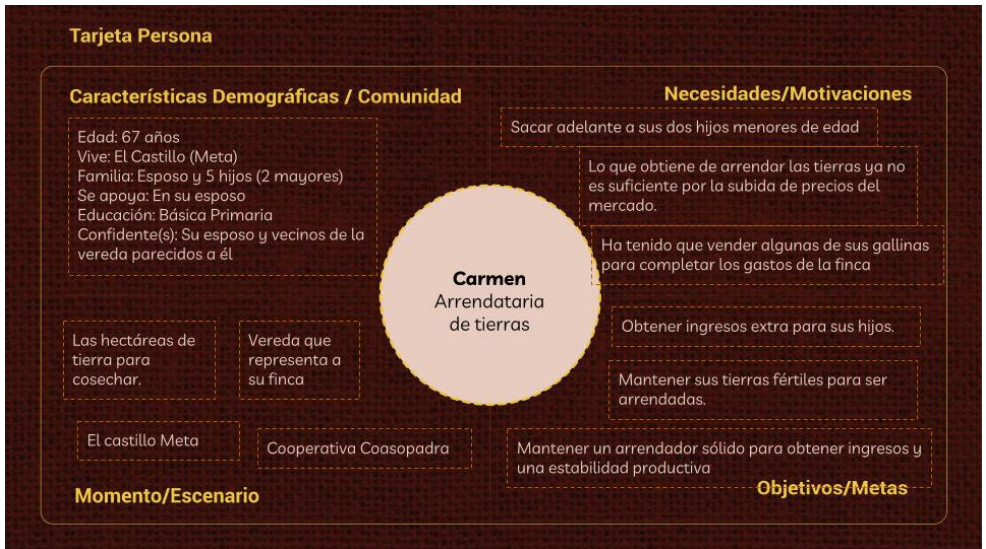 Tarjeta Persona
Características Demográficas / Comunidad
Edad: 67 años
Vive: El Castillo (Meta)
Familia: Esposo y 5 hijos (2 mayores)
Se apoya: En su esposo
Educación: Básica Primaria
Confidente(s): Su esposo y vecinos de la
vereda parecidos a él
Necesidades/Motivaciones
Sacar adelante a sus dos hijos menores de edad
Lo que obtiene de arrendar las tierras ya no
es suficiente por la subida de precios del
mercado.
Ha tenido que vender algunas de sus gallinas
para completar los gastos de la finca
Carmen
Arrendataria
de tierras
Las hectáreas de
tierra para
cosechar.
Vereda que
representa a
su finca
El castillo Meta
Cooperativa Coasopadra
Momento/Escenario
Obtener ingresos extra para sus hijos.
Mantener sus tierras fértiles para ser
arrendadas.
Mantener un arrendador sólido para obtener ingresos y
una estabilidad productiva
Objetivos/Metas